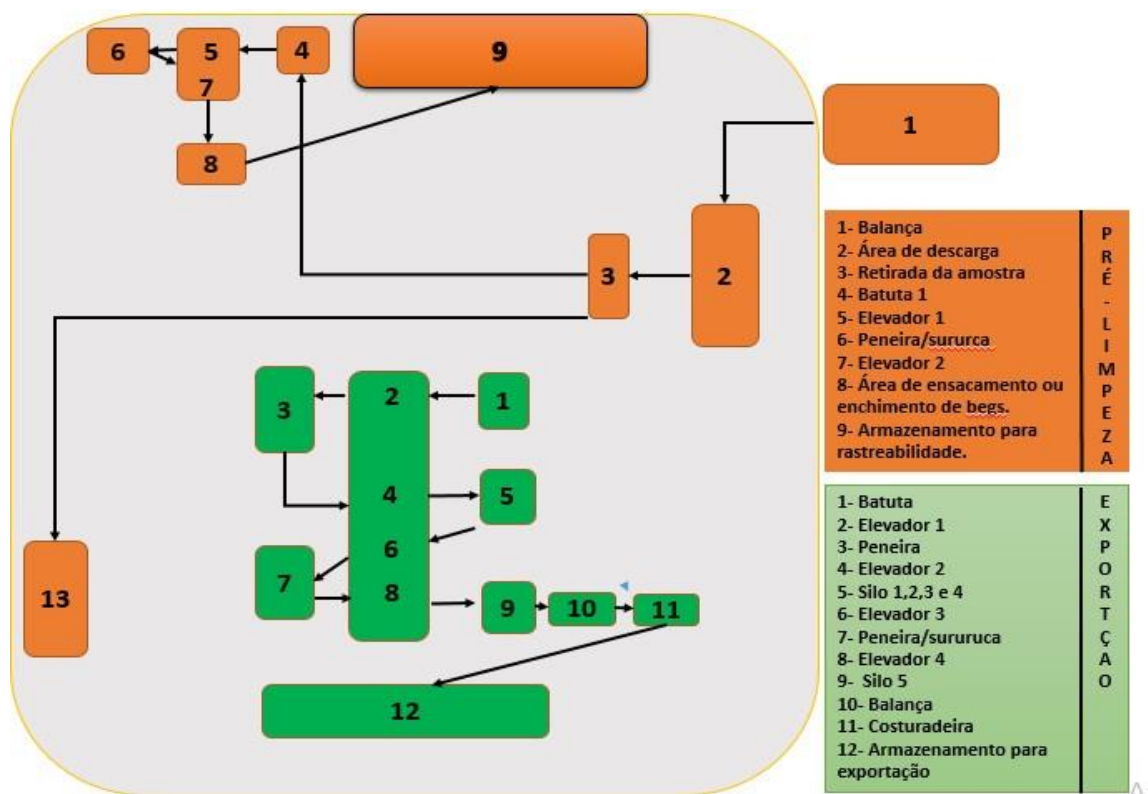 6
5
4
9
7
8
1
3
2
13
3
2
1
4
5
6
7
8
9
10
11
12
1- Balança
2- Área de descarga
3- Retirada da amostra
4- Batuta 1
5- Elevador 1
6- Peneira/sururca
7- Elevador 2
8- Área de ensacamento ou
enchimento de begs.
9- Armazenamento para
rastreabilidade.
P
R
É
-
L
I
M
P
E
Z
A
1- Batuta
2- Elevador 1
3- Peneira
4- Elevador 2
5- Silo 1,2,3 e 4
6- Elevador 3
7- Peneira/sururuca
8- Elevador 4
9- Silo 5
10- Balança
11- Costuradeira
12- Armazenamento para
exportação
E
X
P
O
R
T
Ç
A
O